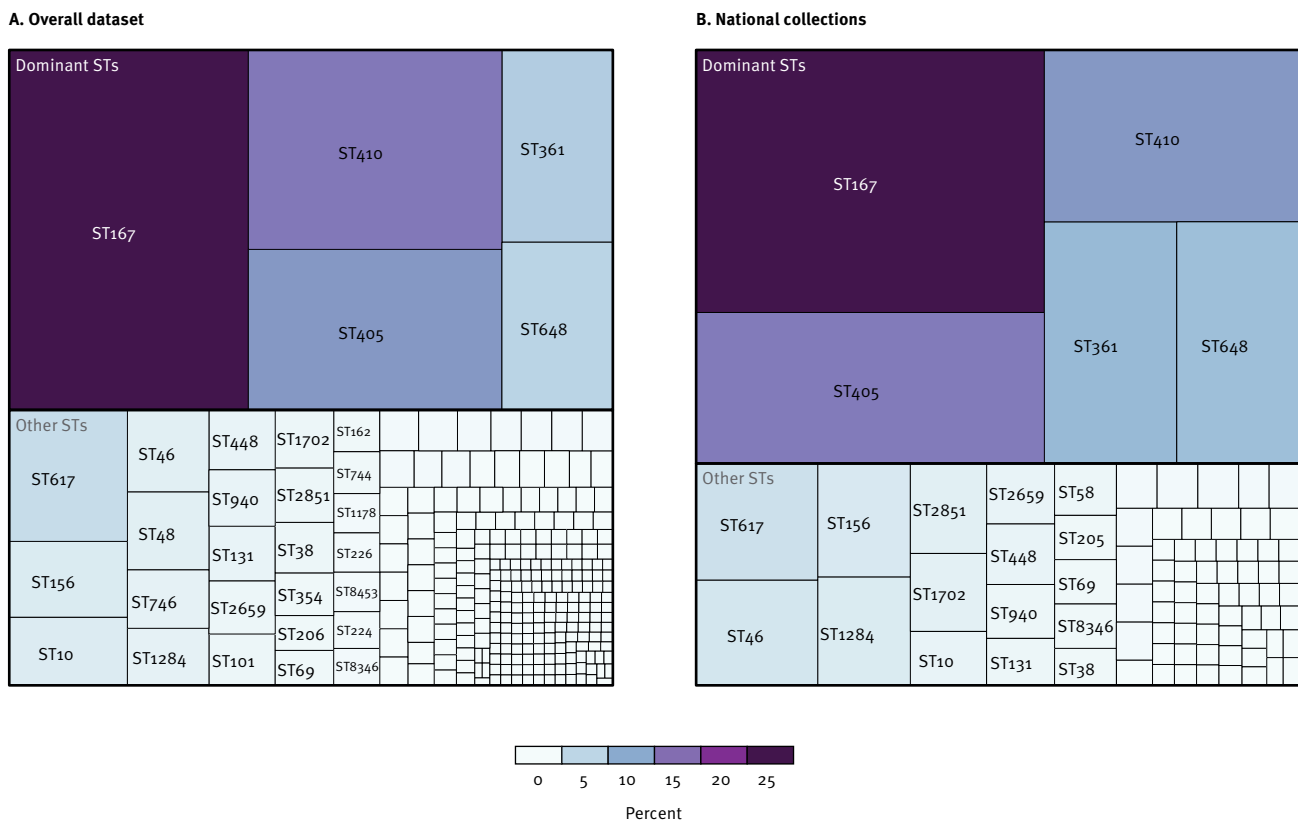 A. Overall dataset
B. National collections
Dominant STs
ST167
ST410
ST405
ST361
ST648
Other STs
ST617
ST156
ST10
ST46
ST48
ST746
ST1284
ST448
ST940
ST131
ST2659
ST101
ST1702
ST2851
ST38
ST354
ST206
ST69
ST162
ST744
ST1178
ST226
ST8453
ST224
ST8346
Dominant STs
ST167
ST405
ST410
ST361
ST648
Other STs
ST617
ST46
ST156
ST1284
ST2851
ST1702
ST10
ST2659
ST448
ST940
ST131
ST58
ST205
ST69
ST8346
ST38
0 5 10 15 20 25
Percent